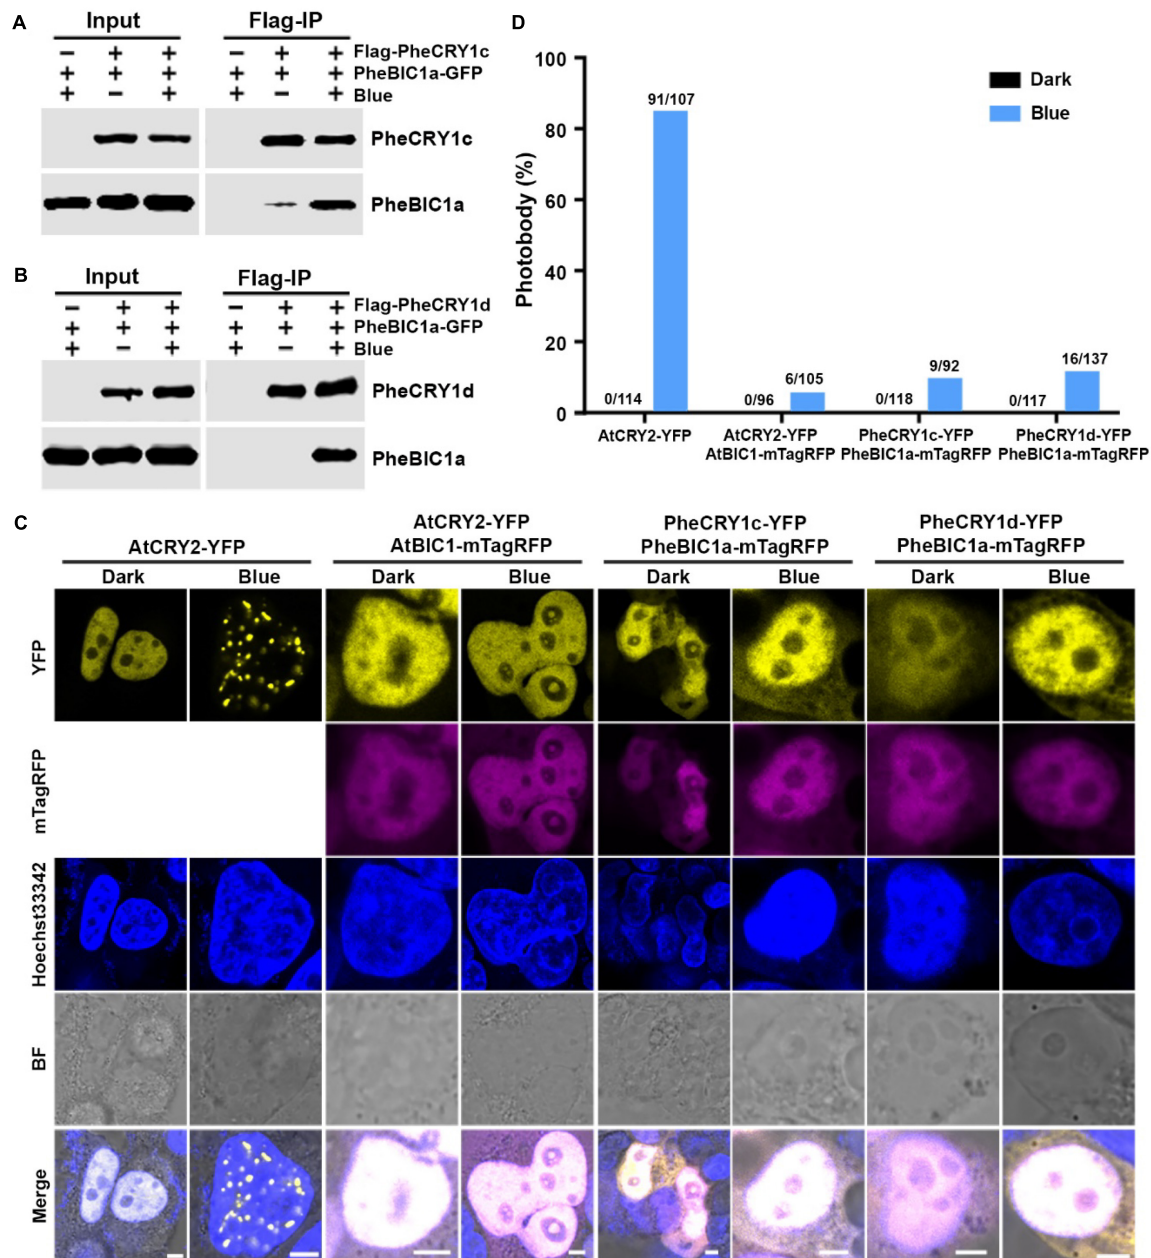 A
Input
Flag-IP
− + + − + + Flag-PheCRY1c
+ + + + + + PheBIC1a-GFP
+ − + + − + Blue
PheCRY1c
PheBIC1a
B
Input
Flag-IP
− + + − + + Flag-PheCRY1d
+ + + + + + PheBIC1a-GFP
+ − + + − + Blue
PheCRY1d
PheBIC1a
D
Photobody (%)
100
80
60
40
20
0
Dark
Blue
0/114 91/107
0/96 6/105
0/118 9/92
0/117 16/137
AtCRY2-YFP
AtCRY2-YFP
AtBIC1-mTagRFP
PheCRY1c-YFP
PheBIC1a-mTagRFP
PheCRY1d-YFP
PheBIC1a-mTagRFP
C
AtCRY2-YFP
AtCRY2-YFP
AtBIC1-mTagRFP
PheCRY1c-YFP
PheBIC1a-mTagRFP
PheCRY1d-YFP
PheBIC1a-mTagRFP
Dark Blue Dark Blue Dark Blue Dark Blue
YFP
mTagRFP
Hoechst33342
BF
Merge